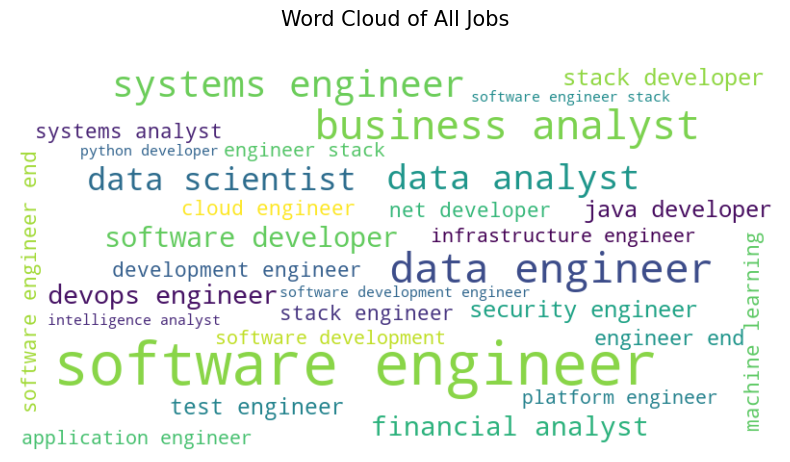 Word Cloud of All Jobs
systems engineer
stack developer
software engineer stack
business analyst
systems analyst
python developer
engineer stack
data scientist
data analyst
cloud engineer
net developer
java developer
software developer
infrastructure engineer
development engineer
data engineer
devops engineer
software development engineer
intelligence analyst
stack engineer
security engineer
software development
engineer end
software engineer
software engineer end
machine learning
test engineer
platform engineer
financial analyst
application engineer